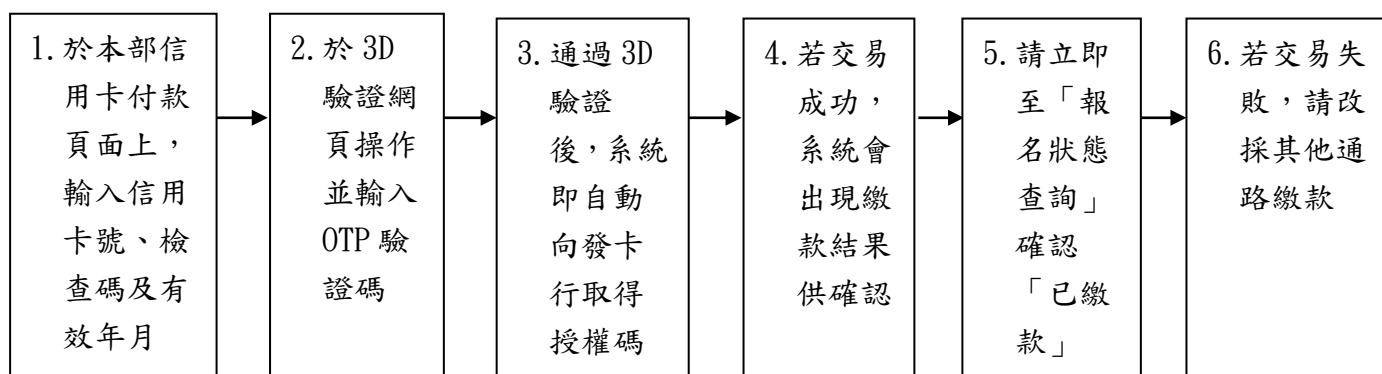 1.於本部信
用卡付款
頁面上，
輸入信用
卡號、檢
查碼及有
效年月
2.於 3D
驗證網
頁操作
並輸入
OTP 驗
證碼
3.通過 3D
驗證
後，系統
即自動
向發卡
行取得
授權碼
4.若交易
成功，
系統會
出現繳
款結果
供確認
5.請立即
至「報
名狀態
查詢」
確認
「已繳
款」
6.若交易失
敗，請改
採其他通
路繳款